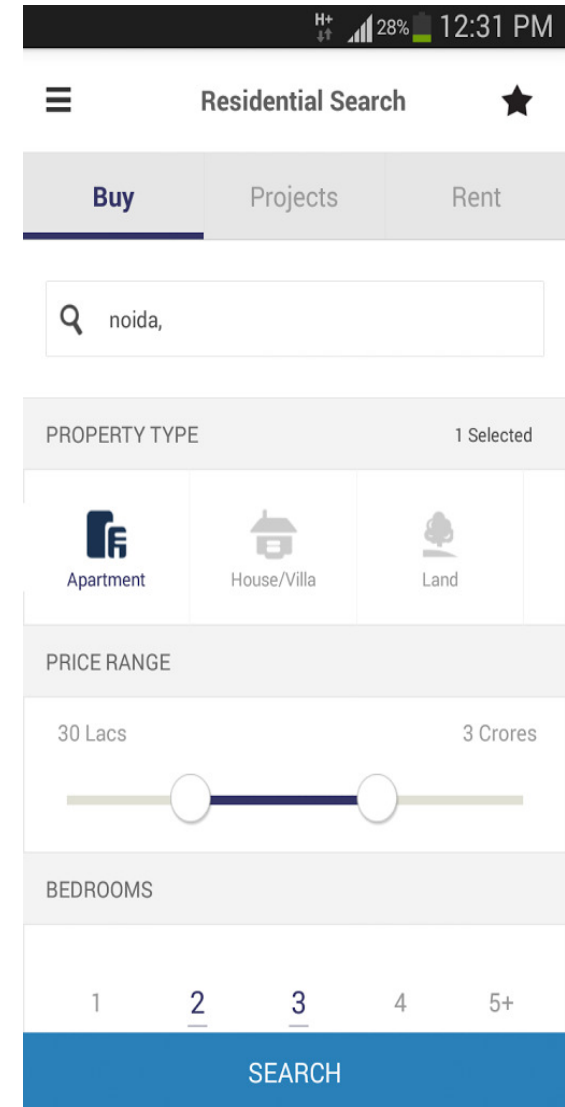 H+ 28% 12:31 PM
Residential Search
Buy Projects Rent
noida,
PROPERTY TYPE 1 Selected
Apartment House/Villa Land
PRICE RANGE
30 Lacs 3 Crores
BEDROOMS
1 2 3 4 5+
SEARCH